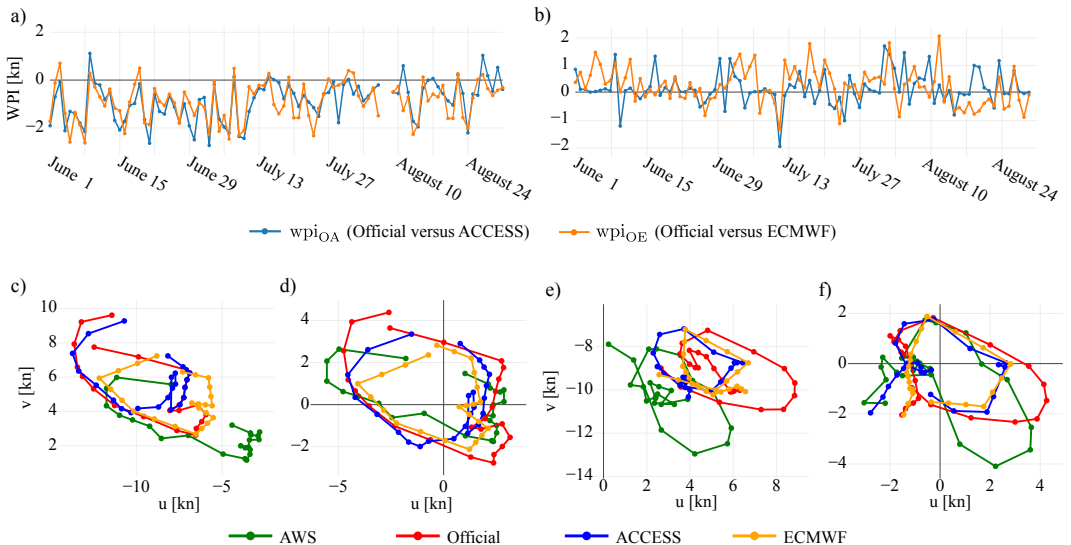 a)
b)
WPI [kn]
2
0
−2
June 1
June 15
June 29
July 13
July 27
August 10
August 24
2
1
0
−1
−2
June 1
June 15
June 29
July 13
July 27
August 10
August 24
wpiOA (Official versus ACCESS)
wpiOE (Official versus ECMWF)
c)
d)
e)
f)
v [kn]
10
8
6
4
2
−10
−5
u [kn]
4
2
0
−2
−5
0
u [kn]
−8
−10
−12
−14
0
2
4
6
8
u [kn]
2
0
−2
−4
−2
0
2
4
u [kn]
AWS
Official
ACCESS
ECMWF